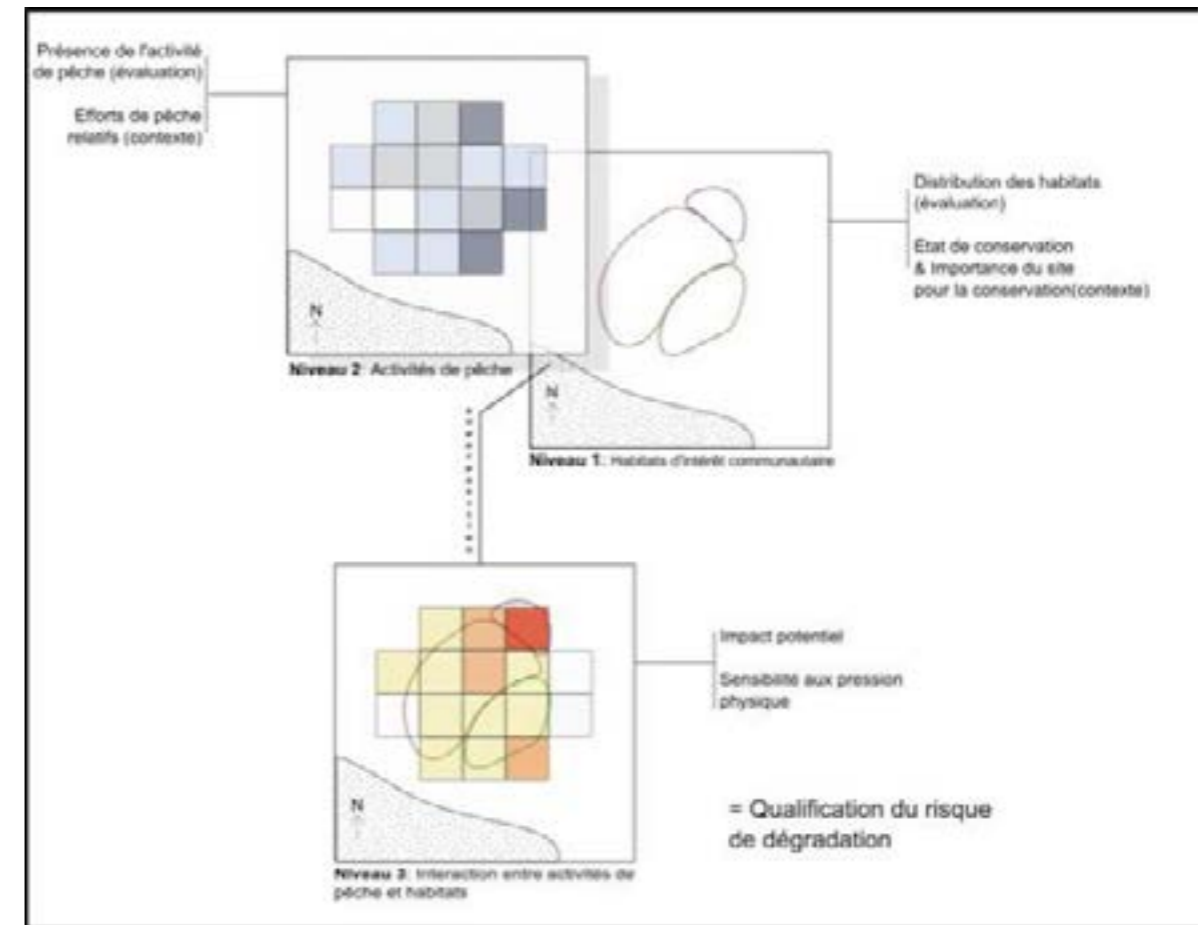 Présence de l'activité
de pêche (évaluation)
Efforts de pêche
relatifs (contexte)
N
Niveau 2: Activités de pêche
Distribution des habitats
(évaluation)
Etat de conservation
& Importance du site
pour la conservation(contexte)
N
Niveau 1: Habitats d'intérêt communautaire
N
Niveau 3: Interaction entre activités de
pêche et habitats
Impact potentiel
Sensibilité aux pression
physique
= Qualification du risque
de dégradation